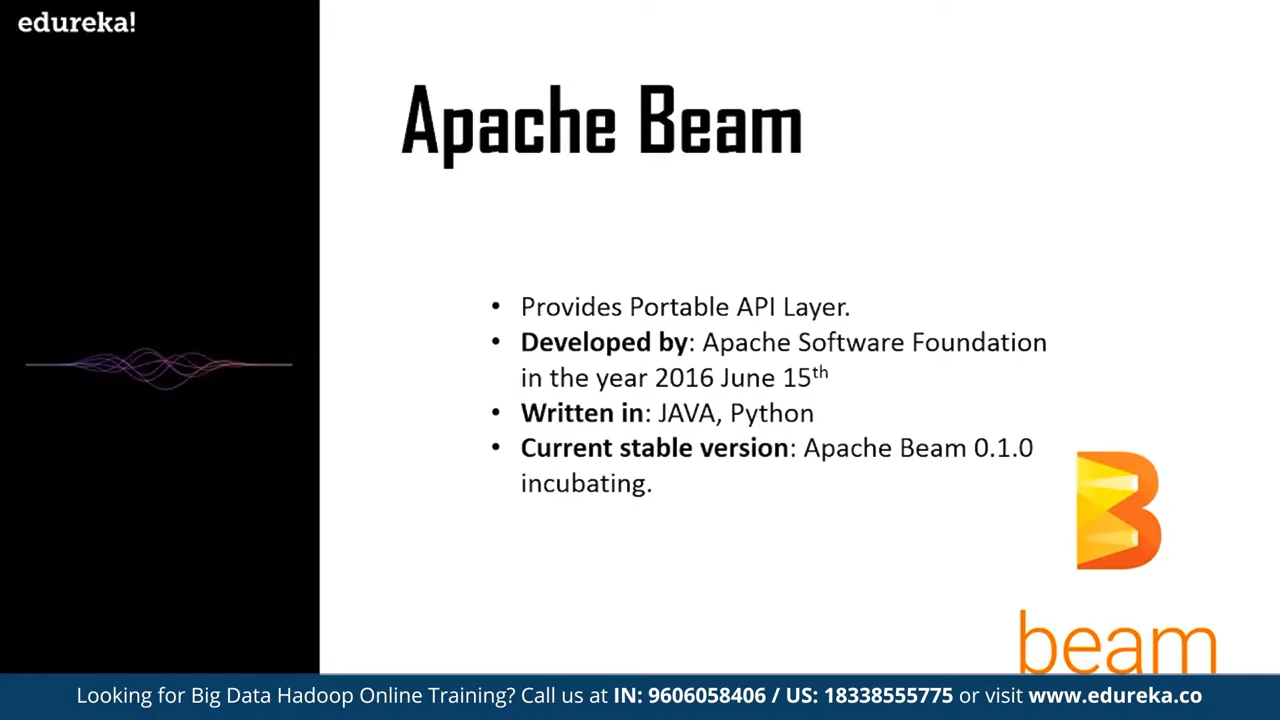 edureka!
Apache Beam
• Provides Portable API Layer.
• Developed by: Apache Software Foundation
in the year 2016 June 15th
• Written in: JAVA, Python
• Current stable version: Apache Beam 0.1.0
incubating.
beam
Looking for Big Data Hadoop Online Training? Call us at IN: 9606058406 / US: 18338555775 or visit www.edureka.co